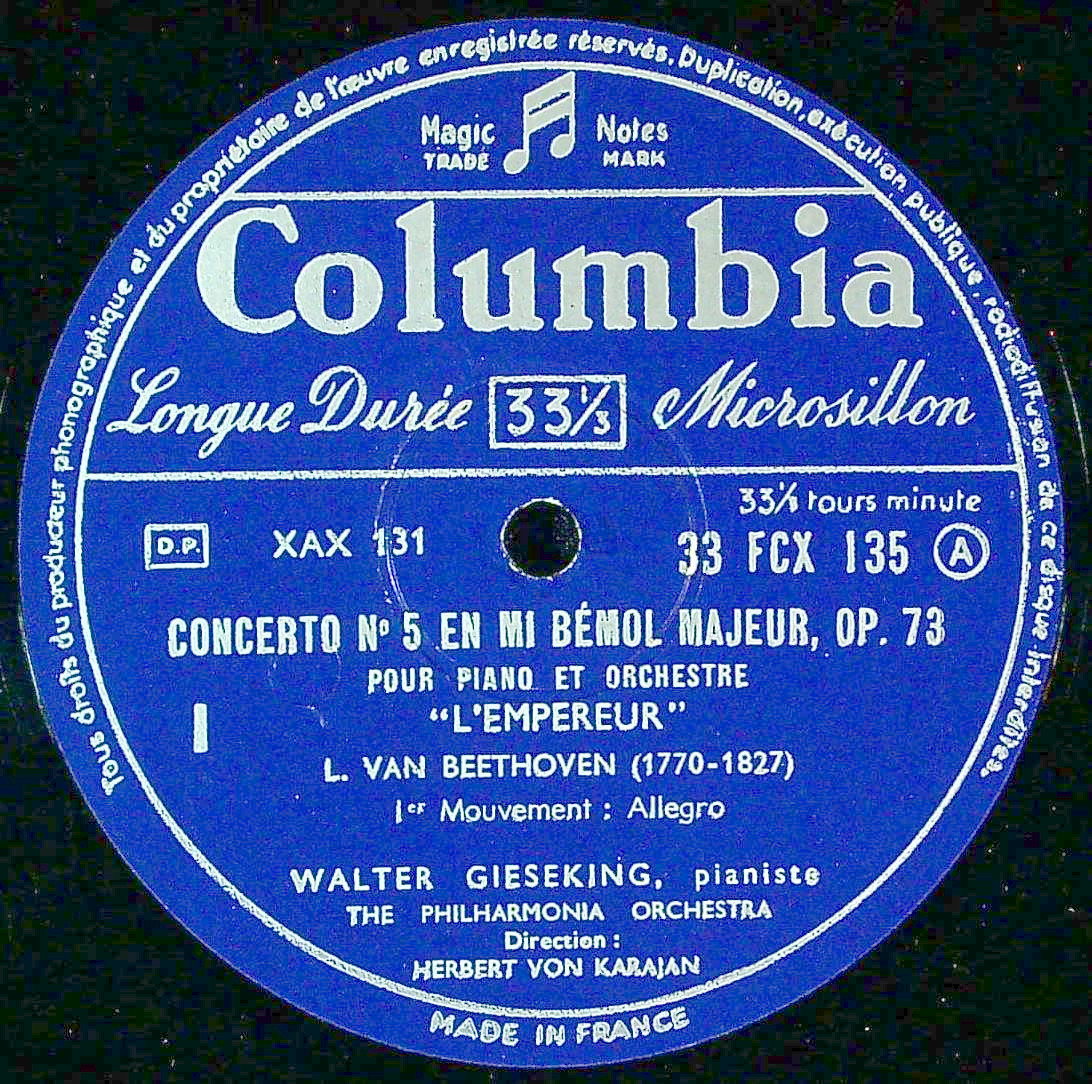 Tous droits du producteur phonographique et du propriétaire de l'œuvre enregistrée réservés. Duplication, exécution publique, radiodiffusion de ce disque interdites.
Magic Notes
TRADE MARK
Columbia
Longue Durée 33⅓ Microsillon
33⅓ tours minute
D.P. XAX 131 33 FCX 135 A
CONCERTO Nº 5 EN MI BÉMOL MAJEUR, OP. 73
POUR PIANO ET ORCHESTRE
I "L'EMPEREUR"
L. VAN BEETHOVEN (1770-1827)
1er Mouvement : Allegro
WALTER GIESEKING, pianiste
THE PHILHARMONIA ORCHESTRA
Direction :
HERBERT VON KARAJAN
MADE IN FRANCE